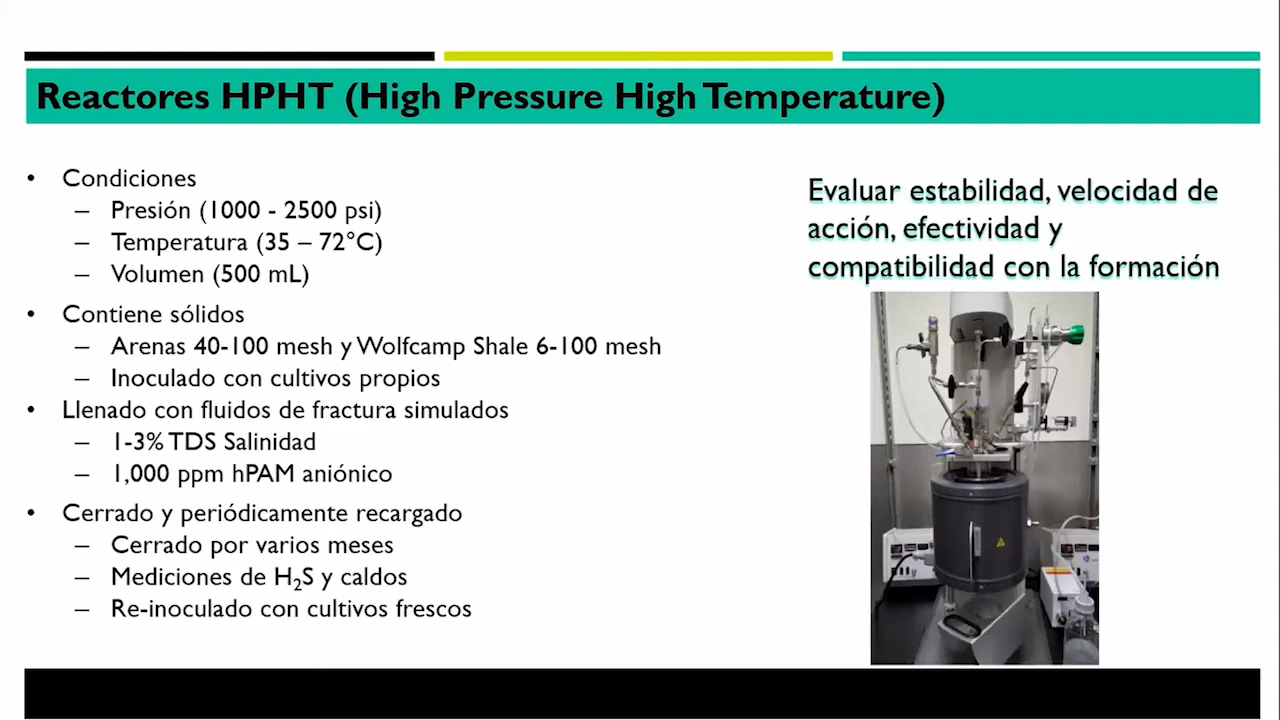 Reactores HPHT (High Pressure High Temperature)
• Condiciones
– Presión (1000 - 2500 psi)
– Temperatura (35 – 72°C)
– Volumen (500 mL)
• Contiene sólidos
– Arenas 40-100 mesh y Wolfcamp Shale 6-100 mesh
– Inoculado con cultivos propios
• Llenado con fluidos de fractura simulados
– 1-3% TDS Salinidad
– 1,000 ppm hPAM aniónico
• Cerrado y periódicamente recargado
– Cerrado por varios meses
– Mediciones de H₂S y caldos
– Re-inoculado con cultivos frescos
Evaluar estabilidad, velocidad de
acción, efectividad y
compatibilidad con la formación